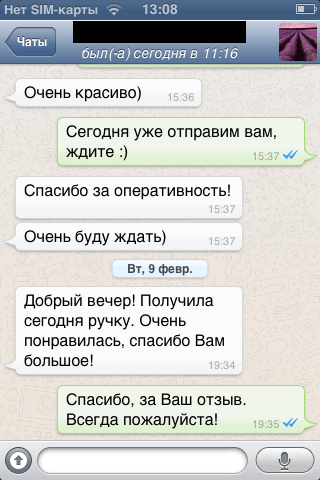 Нет SIM-карты 13:08
Чаты
был(-а) сегодня в 11:16
Очень красиво)
15:36
Сегодня уже отправим вам,
ждите :)
15:37
Спасибо за оперативность!
15:37
Очень буду ждать)
15:37
Вт, 9 февр.
Добрый вечер! Получила
сегодня ручку. Очень
понравилась, спасибо Вам
большое!
19:34
Спасибо, за Ваш отзыв.
Всегда пожалуйста!
19:35